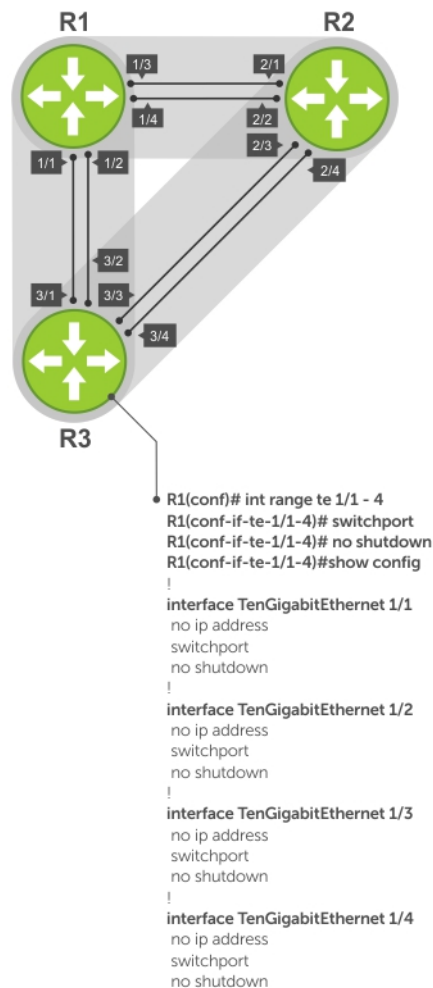 R1
R2
1/3
2/1
1/4
2/2
2/3
1/1
1/2
2/4
3/2
3/1
3/3
3/4
R3
R1(conf)# int range te 1/1 - 4
R1(conf-if-te-1/1-4)# switchport
R1(conf-if-te-1/1-4)# no shutdown
R1(conf-if-te-1/1-4)#show config
!
interface TenGigabitEthernet 1/1
no ip address
switchport
no shutdown
!
interface TenGigabitEthernet 1/2
no ip address
switchport
no shutdown
!
interface TenGigabitEthernet 1/3
no ip address
switchport
no shutdown
!
interface TenGigabitEthernet 1/4
no ip address
switchport
no shutdown